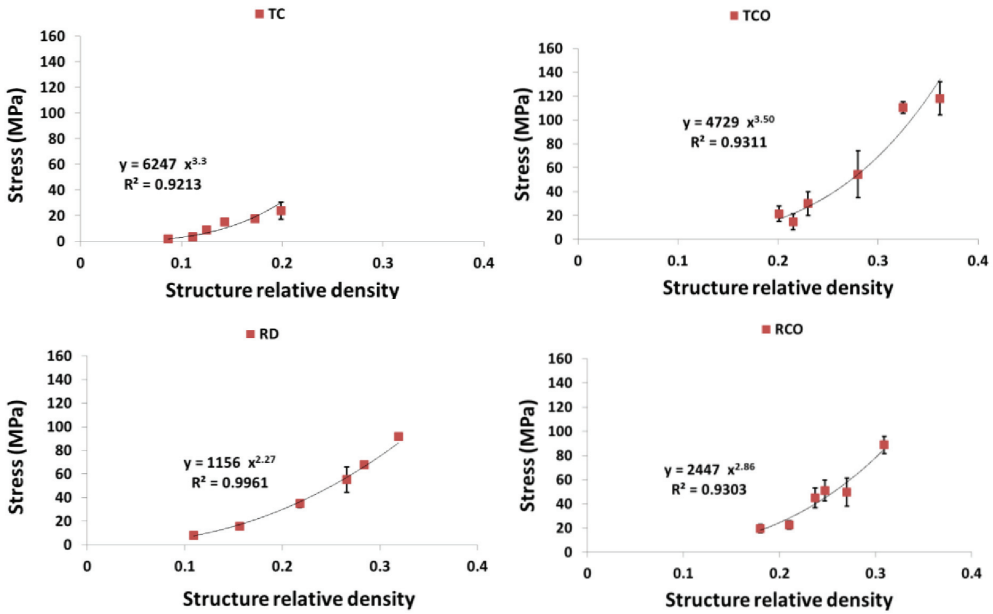 TC
160
140
120
100
80
60
40
20
0
Stress (MPa)
y = 6247 x^3.3
R² = 0.9213
0 0.1 0.2 0.3 0.4
Structure relative density
TCO
160
140
120
100
80
60
40
20
0
Stress (MPa)
y = 4729 x^3.50
R² = 0.9311
0 0.1 0.2 0.3 0.4
Structure relative density
RD
160
140
120
100
80
60
40
20
0
Stress (MPa)
y = 1156 x^2.27
R² = 0.9961
0 0.1 0.2 0.3 0.4
Structure relative density
RCO
160
140
120
100
80
60
40
20
0
Stress (MPa)
y = 2447 x^2.86
R² = 0.9303
0 0.1 0.2 0.3 0.4
Structure relative density